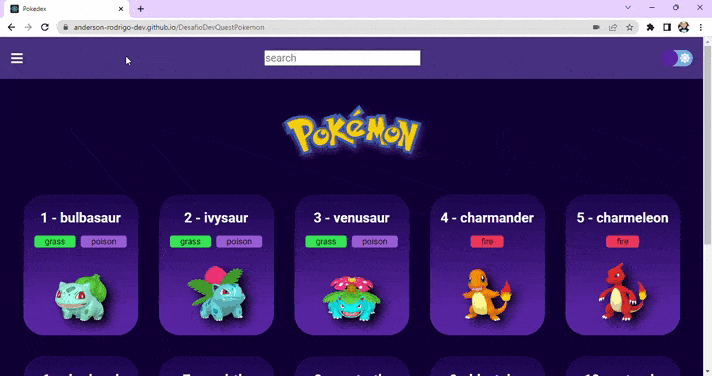 Pokedex
anderson-rodrigo-dev.github.io/DesafioDevQuestPokemon
search
POKéMON
1 - bulbasaur
2 - ivysaur
3 - venusaur
4 - charmander
5 - charmeleon
grass
poison
grass
poison
grass
poison
fire
fire